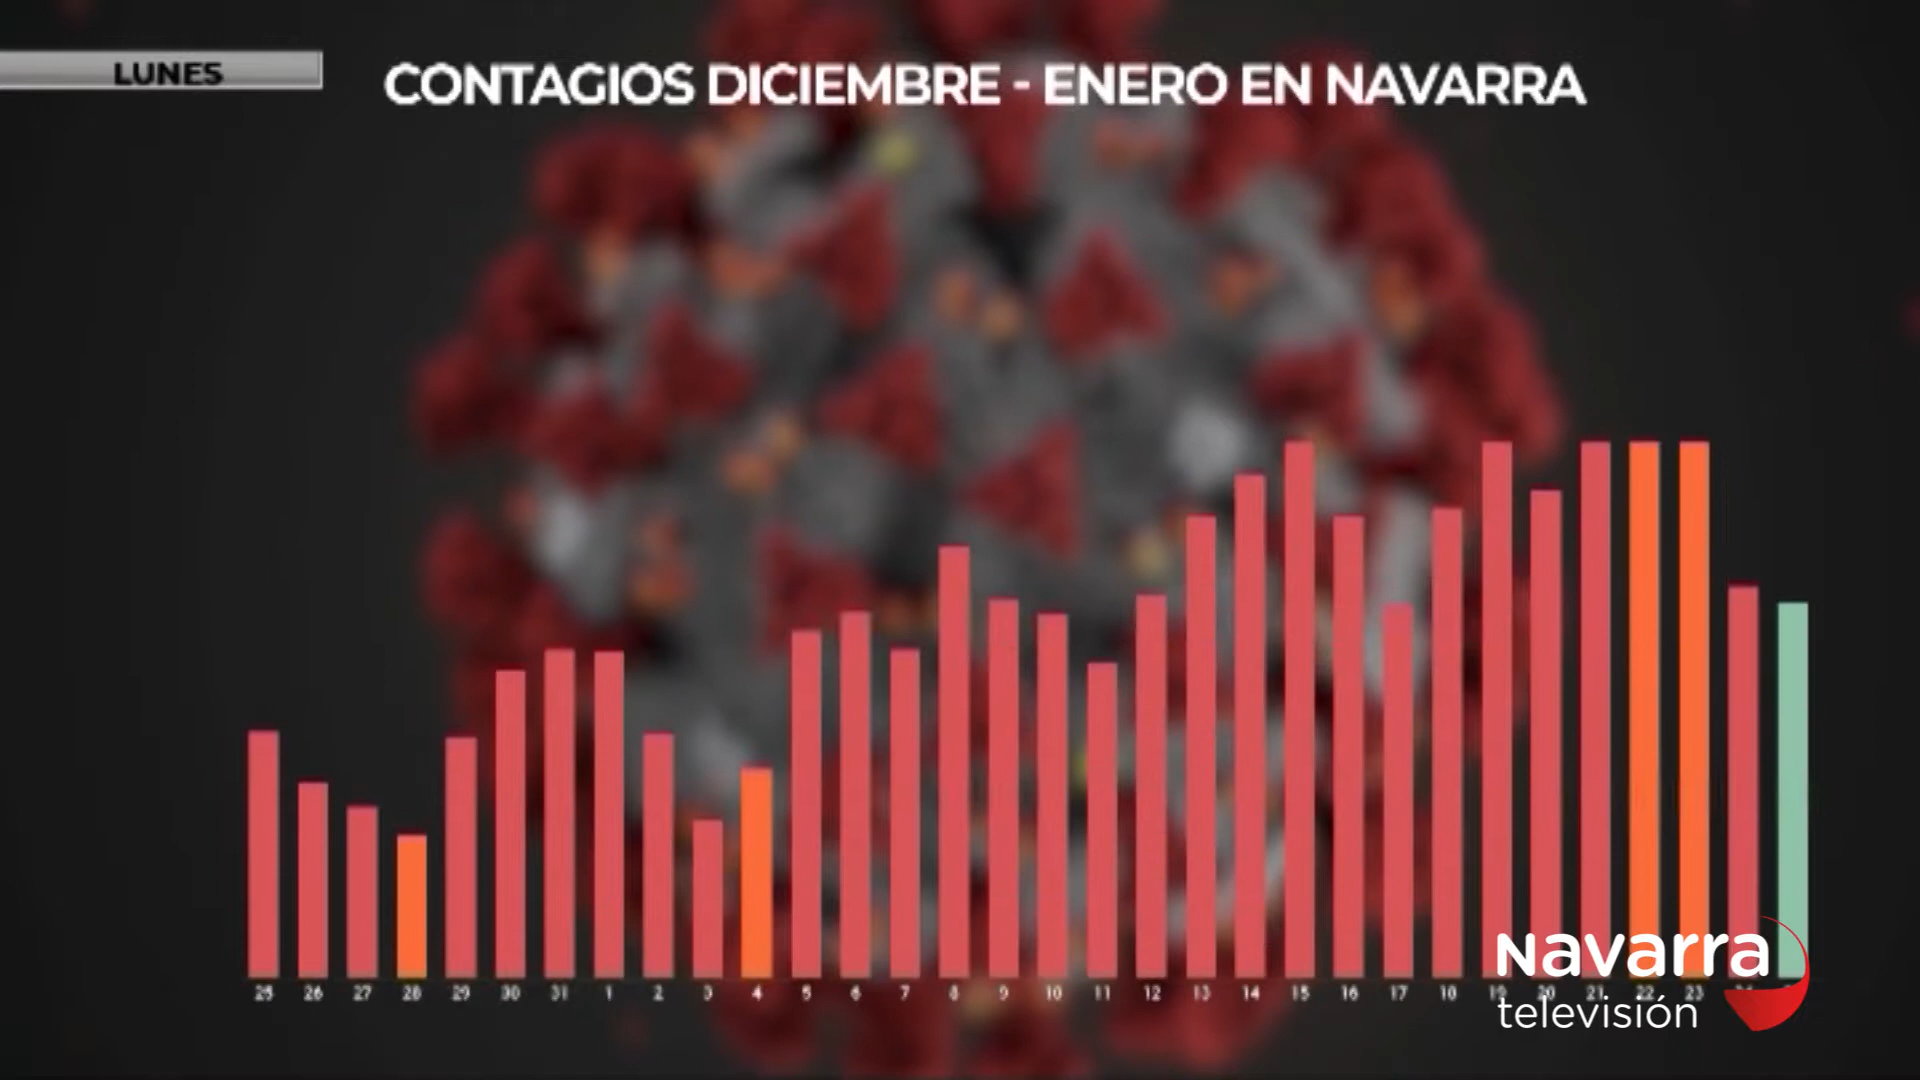 LUNES
CONTAGIOS DICIEMBRE - ENERO EN NAVARRA
25 26 27 28 29 30 31 1 2 3 4 5 6 7 8 9 10 11 12 13 14 15 16 17 18 19 20 21 22 23
Navarra
televisión